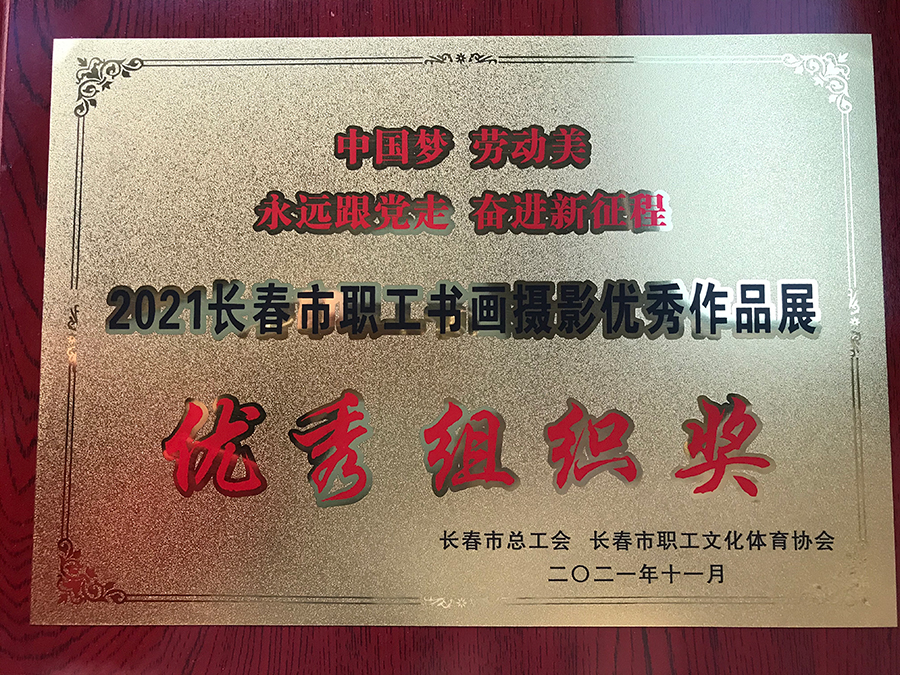 中国梦 劳动美
永远跟党走 奋进新征程
2021长春市职工书画摄影优秀作品展
优秀组织奖
长春市总工会 长春市职工文化体育协会
二〇二一年十一月